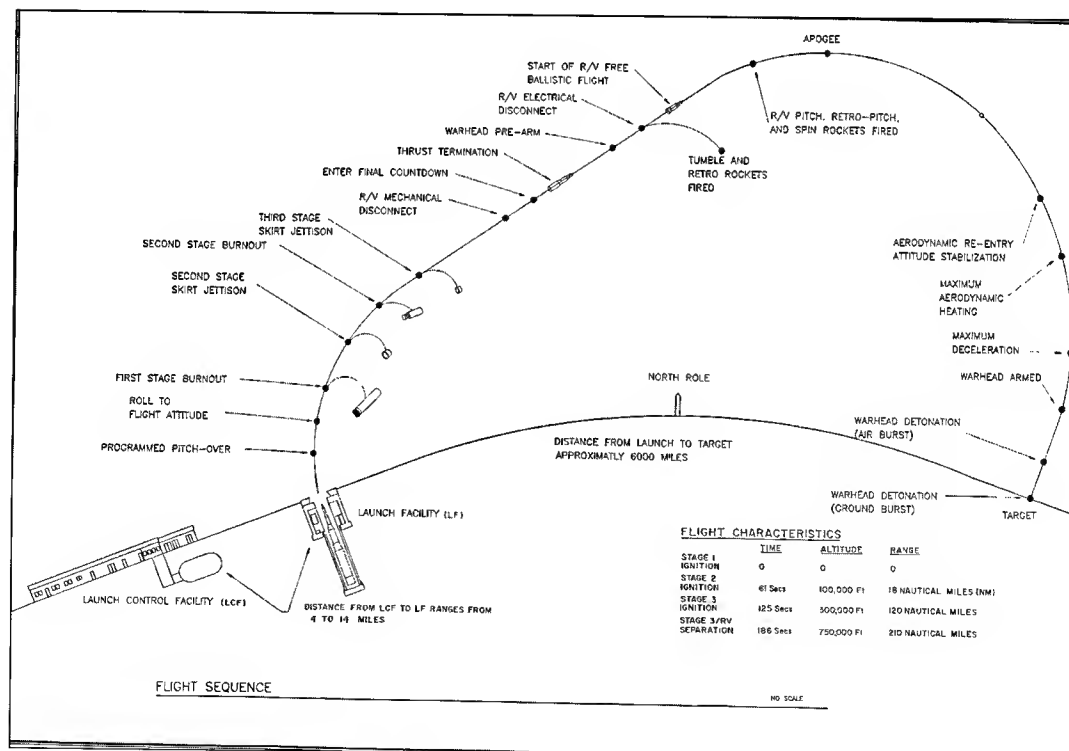 APOGEE
START OF R/V FREE
BALLISTIC FLIGHT
R/V ELECTRICAL
DISCONNECT
R/V PITCH, RETRO-PITCH,
AND SPIN ROCKETS FIRED
WARHEAD PRE-ARM
THRUST TERMINATION
TUMBLE AND
RETRO ROCKETS
FIRED
ENTER FINAL COUNTDOWN
R/V MECHANICAL
DISCONNECT
THIRD STAGE
SKIRT JETTISON
SECOND STAGE BURNOUT
AERODYNAMIC RE-ENTRY
ATTITUDE STABILIZATION
SECOND STAGE
SKIRT JETTISON
MAXIMUM
AERODYNAMIC
HEATING
MAXIMUM
DECELERATION
FIRST STAGE BURNOUT
NORTH ROLE
WARHEAD ARMED
ROLL TO
FLIGHT ATTITUDE
WARHEAD DETONATION
(AIR BURST)
PROGRAMMED PITCH-OVER
DISTANCE FROM LAUNCH TO TARGET
APPROXIMATLY 6000 MILES
WARHEAD DETONATION
(GROUND BURST)
TARGET
LAUNCH FACILITY (LF)
LAUNCH CONTROL FACILITY (LCF)
DISTANCE FROM LCF TO LF RANGES FROM
4 TO 14 MILES
FLIGHT CHARACTERISTICS
TIME ALTITUDE RANGE
STAGE 1
IGNITION 0 0 0
STAGE 2
IGNITION 61 Secs 100,000 Ft 18 NAUTICAL MILES (NM)
STAGE 3
IGNITION 125 Secs 300,000 Ft 120 NAUTICAL MILES
STAGE 3/RV
SEPARATION 186 Secs 750,000 Ft 210 NAUTICAL MILES
FLIGHT SEQUENCE
NO SCALE